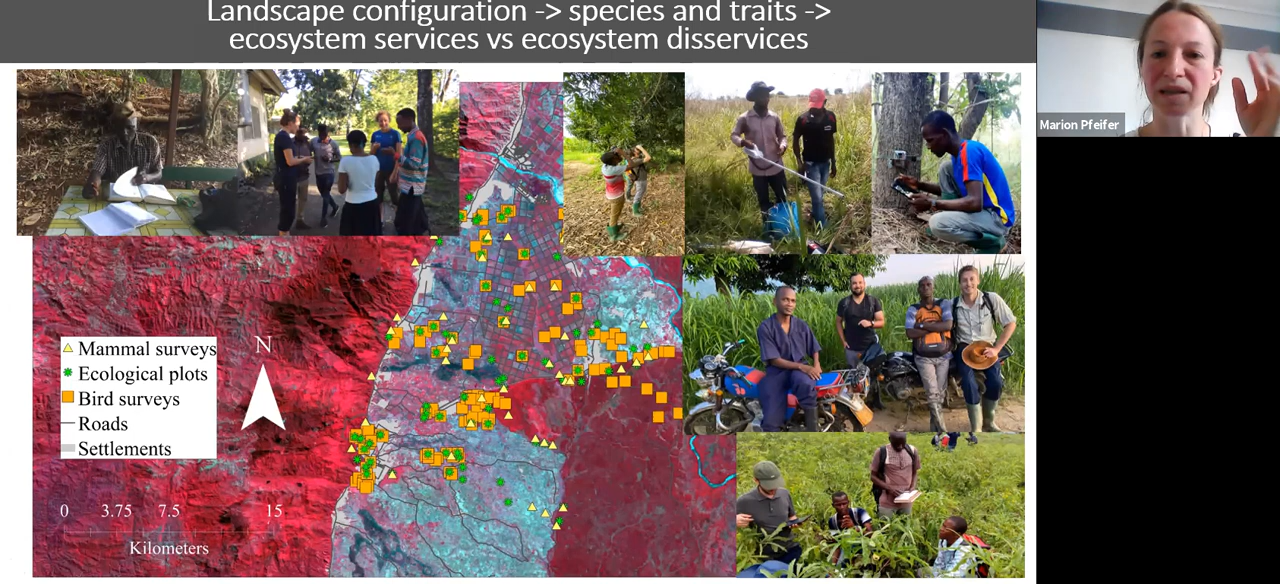 Landscape configuration -> species and traits ->
ecosystem services vs ecosystem disservices
Marion Pfeifer
N
Mammal surveys
Ecological plots
Bird surveys
Roads
Settlements
0 3.75 7.5 15
Kilometers